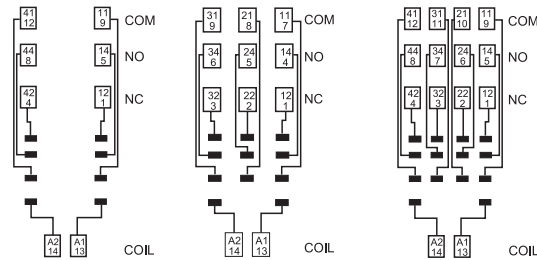 41 11 31 21 11 41 31 21 11
12 9 COM 9 8 7 COM 12 11 10 9 COM
44 14 34 24 14 44 34 24 14
8 5 NO 6 5 4 NO 8 7 6 5 NO
42 12 32 22 12 42 32 22 12
4 1 NC 3 2 1 NC 4 3 2 1 NC
A2 A1 A2 A1 A2 A1
14 13 COIL 14 13 COIL 14 13 COIL